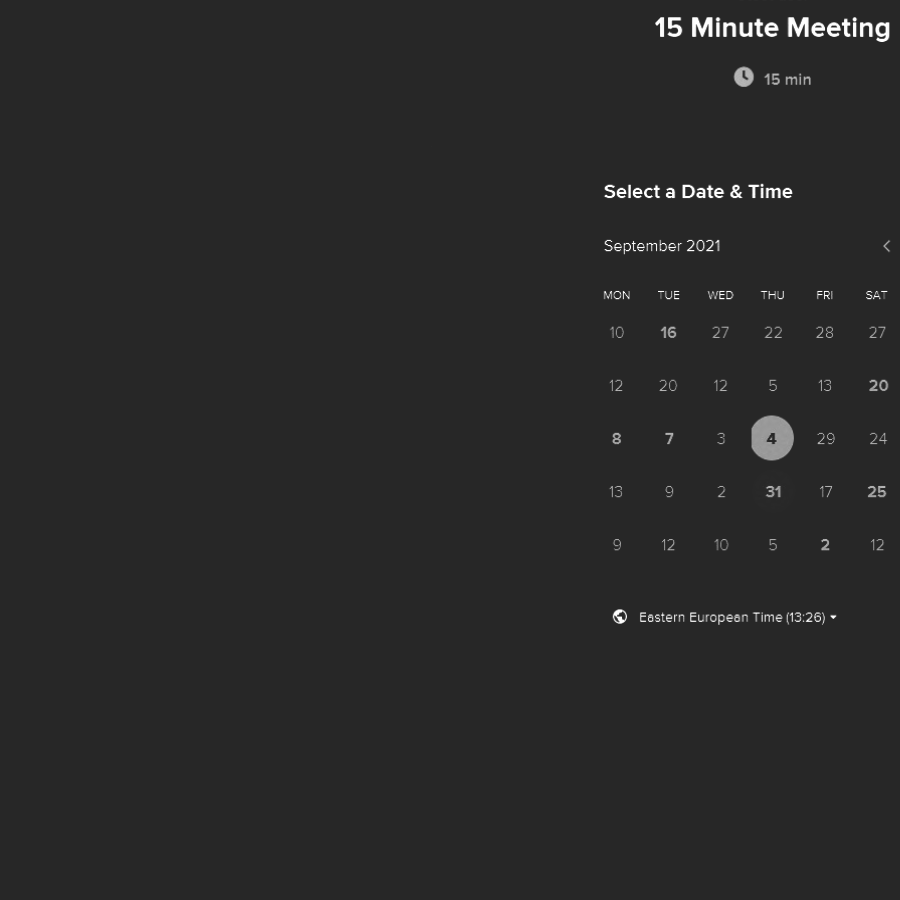 15 Minute Meeting
15 min
Select a Date & Time
September 2021
MON TUE WED THU FRI SAT
10 16 27 22 28 27
12 20 12 5 13 20
8 7 3 4 29 24
13 9 2 31 17 25
9 12 10 5 2 12
Eastern European Time (13:26)